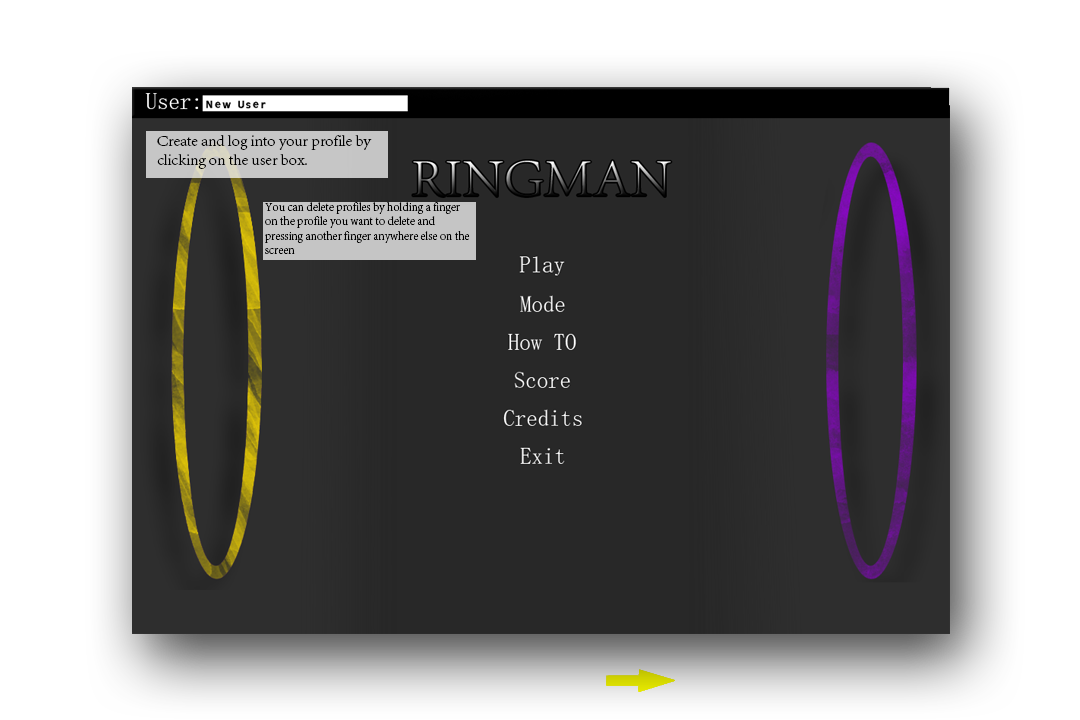 User: New User
Create and log into your profile by
clicking on the user box.
RINGMAN
You can delete profiles by holding a finger
on the profile you want to delete and
pressing another finger anywhere else on the
screen
Play
Mode
How TO
Score
Credits
Exit